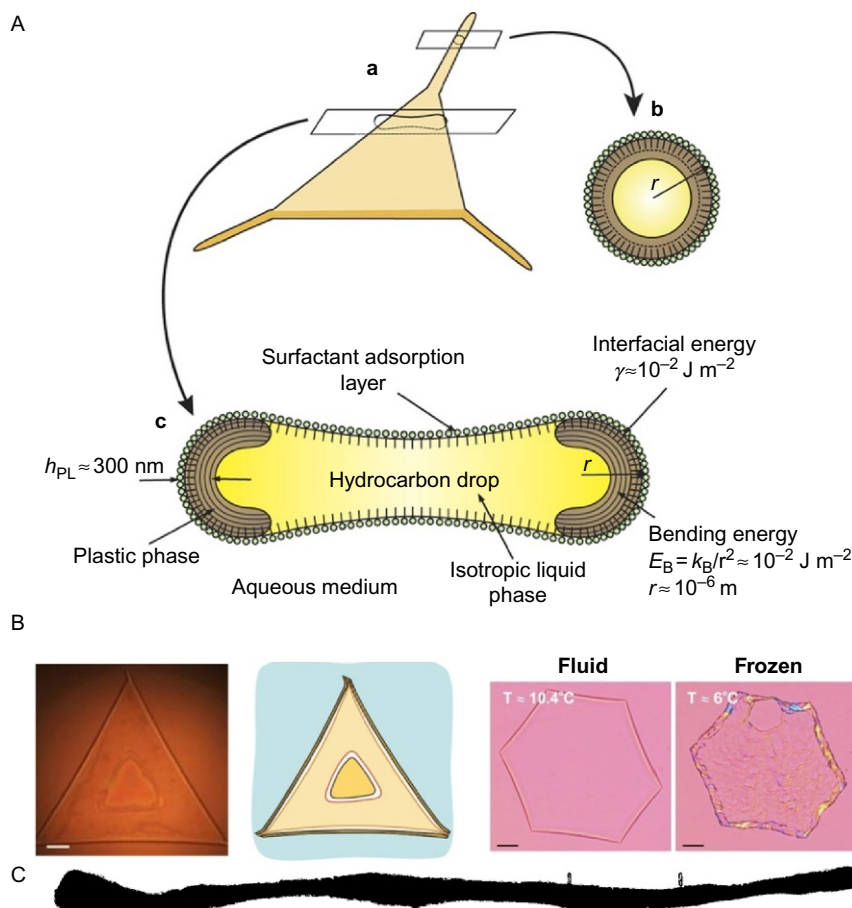 A
a
b
r
Surfactant adsorption
layer
Interfacial energy
γ≈10⁻² J m⁻²
c
h_PL ≈ 300 nm
Hydrocarbon drop
r
Plastic phase
Aqueous medium
Isotropic liquid
phase
Bending energy
E_B = k_B/r² ≈ 10⁻² J m⁻²
r≈10⁻⁶ m
B
Fluid
Frozen
T ≈ 10.4°C
T ≈ 6°C
C